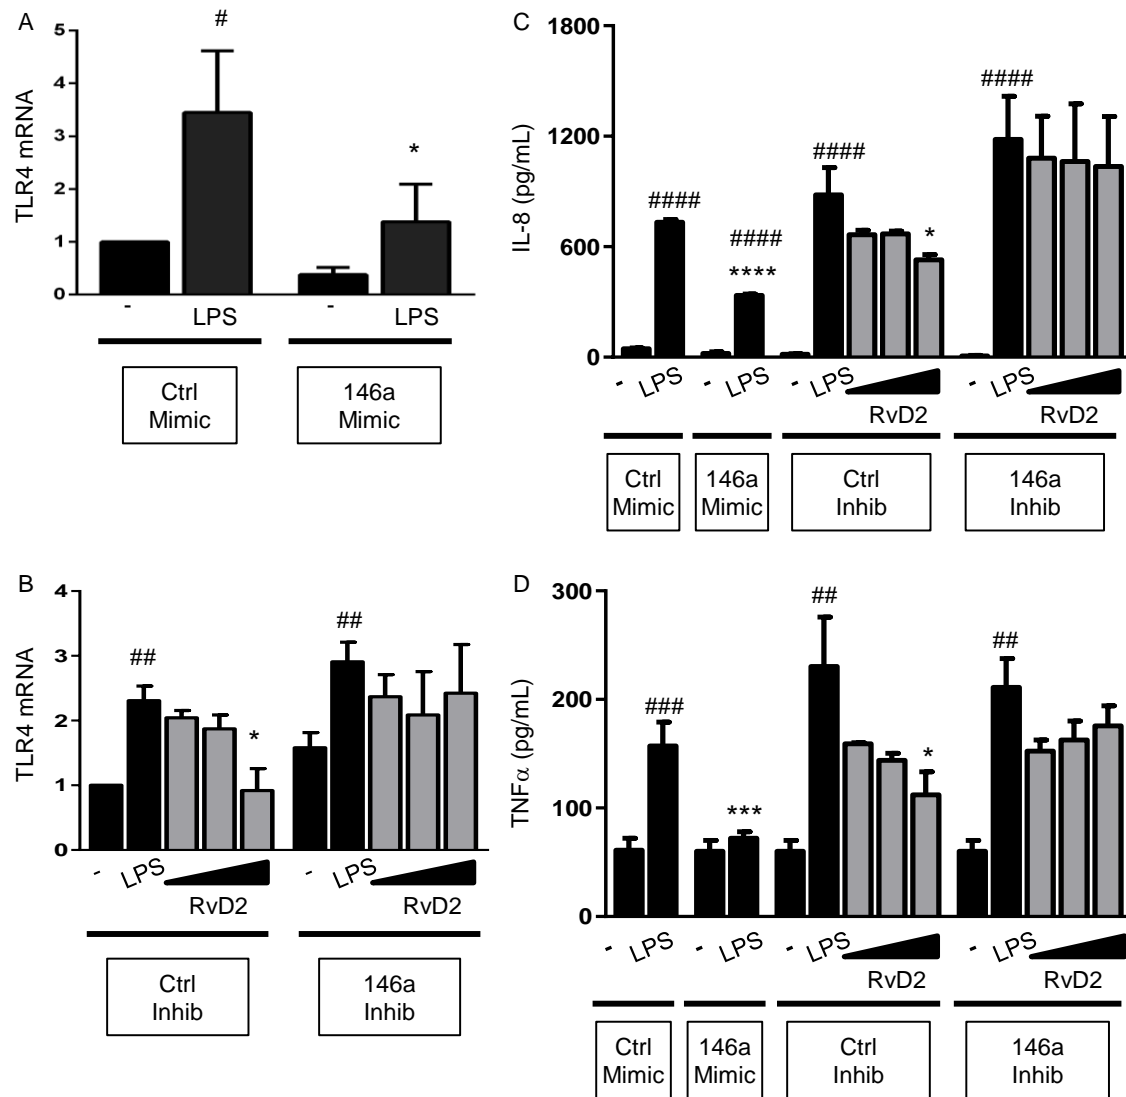 A
TLR4 mRNA
5
4
3
2
1
0
#
*
-
LPS
-
LPS
Ctrl
Mimic
146a
Mimic
B
TLR4 mRNA
4
3
2
1
0
##
*
##
-
LPS
RvD2
-
LPS
RvD2
Ctrl
Inhib
146a
Inhib
C
IL-8 (pg/mL)
1800
1200
600
0
####
####
****
####
*
####
-
LPS
-
LPS
-
LPS
RvD2
-
LPS
RvD2
Ctrl
Mimic
146a
Mimic
Ctrl
Inhib
146a
Inhib
D
TNFα (pg/mL)
300
200
100
0
###
***
##
*
##
-
LPS
-
LPS
-
LPS
RvD2
-
LPS
RvD2
Ctrl
Mimic
146a
Mimic
Ctrl
Inhib
146a
Inhib